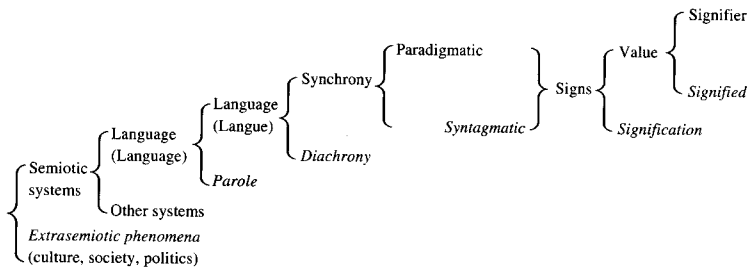 Signifier
Paradigmatic
Value
Synchrony
Signified
Language
(Langue)
Signs
Language
(Language)
Syntagmatic
Signification
Diachrony
Semiotic
systems
Parole
Other systems
Extrasemiotic phenomena
(culture, society, politics)